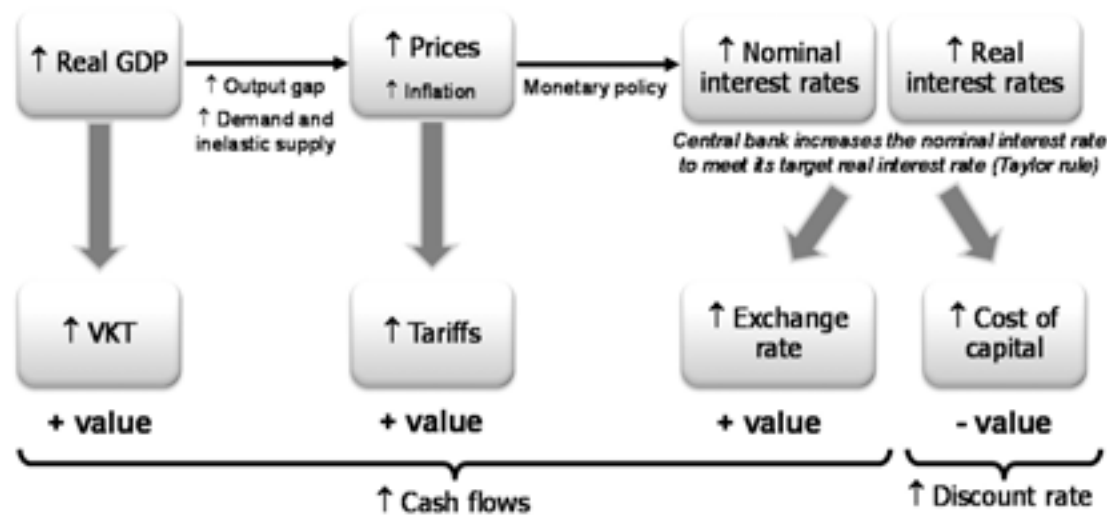 ↑ Real GDP
↑ Output gap
↑ Demand and
inelastic supply
↑ Prices
↑ Inflation
Monetary policy
↑ Nominal
interest rates
↑ Real
interest rates
Central bank increases the nominal interest rate
to meet its target real interest rate (Taylor rule)
↑ VKT
↑ Tariffs
↑ Exchange
rate
↑ Cost of
capital
+ value
+ value
+ value
- value
↑ Cash flows
↑ Discount rate